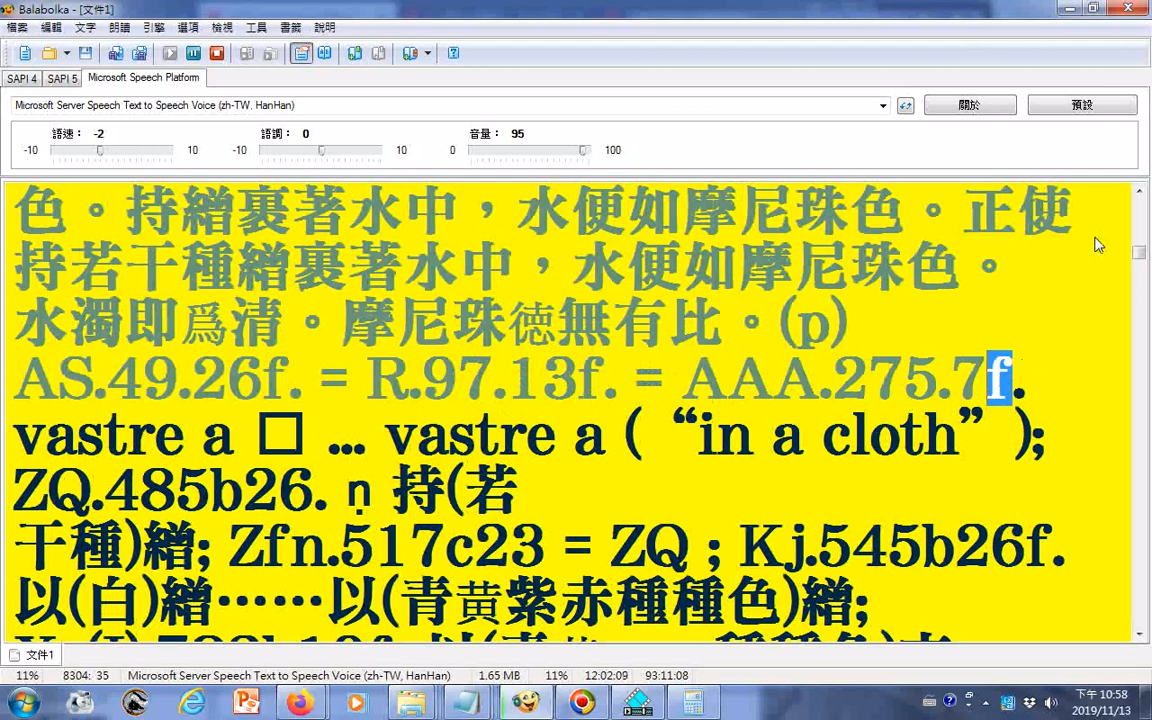 Balabolka - [文件1]
檔案 編輯 文字 朗讀 引擎 選項 檢視 工具 書籤 說明
SAPI 4 SAPI 5 Microsoft Speech Platform
Microsoft Server Speech Text to Speech Voice (zh-TW, HanHan) 關於 預設
語速： -2 語調： 0 音量： 95
-10 10 -10 10 0 100
色。持繒裹著水中，水便如摩尼珠色。正使
持若干種繒裹著水中，水便如摩尼珠色。
水濁即爲清。摩尼珠徳無有比。(p)
AS.49.26f. = R.97.13f. = AAA.275.7f.
vastre a □ ... vastre a (“in a cloth”);
ZQ.485b26. ṇ 持(若
干種)繒; Zfn.517c23 = ZQ ; Kj.545b26f.
以(白)繒⋯⋯以(青黄紫赤種種色)繒;
文件1
11% 8304: 35 Microsoft Server Speech Text to Speech Voice (zh-TW, HanHan) 1.65 MB 11% 12:02:09 93:11:08
下午 10:58
2019/11/13